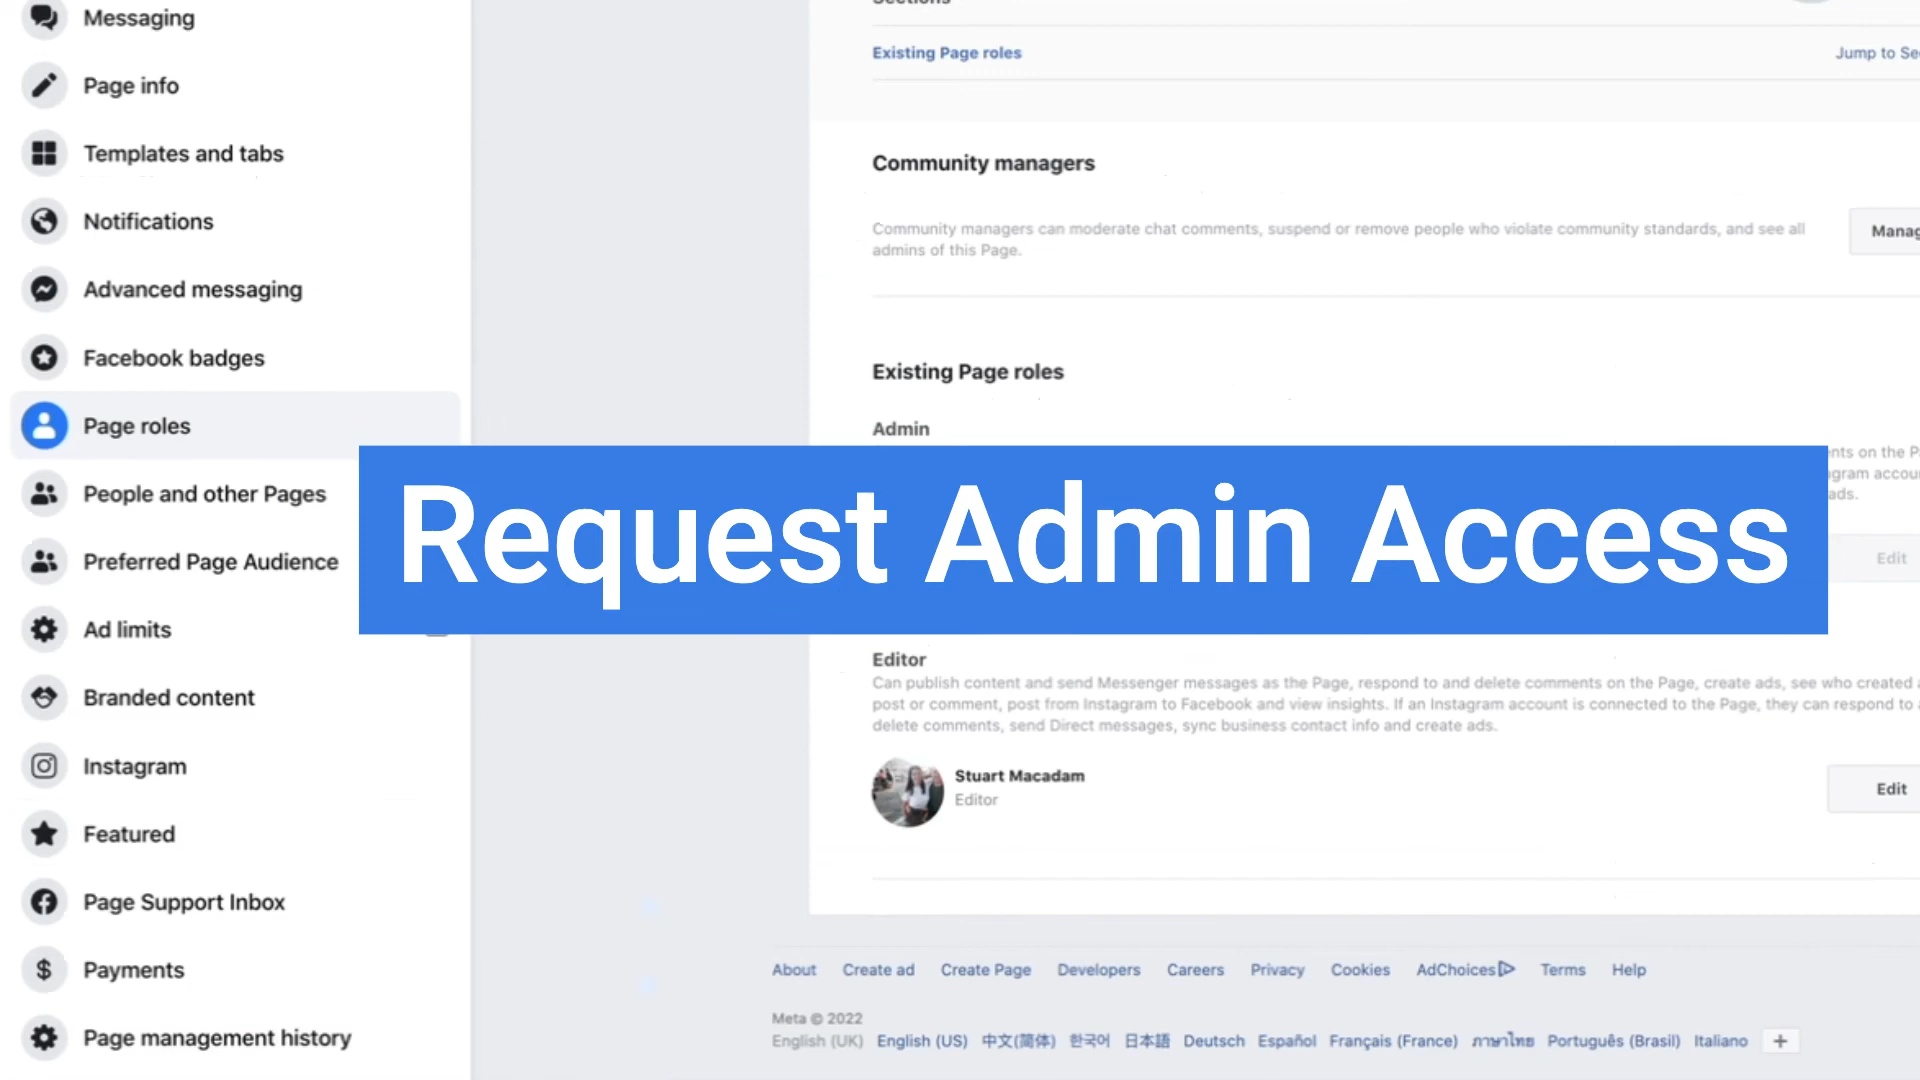 Messaging
Page info
Templates and tabs
Notifications
Advanced messaging
Facebook badges
Page roles
People and other Pages
Preferred Page Audience
Ad limits
Branded content
Instagram
Featured
Page Support Inbox
Payments
Page management history
Sections
Existing Page roles
Jump to
Community managers
Community managers can moderate chat comments, suspend or remove people who violate community standards, and see all
admins of this Page.
Existing Page roles
Admin
on the
ads.
Edit
Request Admin Access
Editor
Can publish content and send Messenger messages as the Page, respond to and delete comments on the Page, create ads, see who created a
post or comment, post from Instagram to Facebook and view insights. If an Instagram account is connected to the Page, they can respond to
delete comments, send Direct messages, sync business contact info and create ads.
Stuart Macadam
Editor
Edit
About Create ad Create Page Developers Careers Privacy Cookies AdChoices Terms Help
Meta © 2022
English (UK) English (US) 中文(简体) 한국어 日本語 Deutsch Español Français (France) ภาษาไทย Português (Brasil) Italiano +